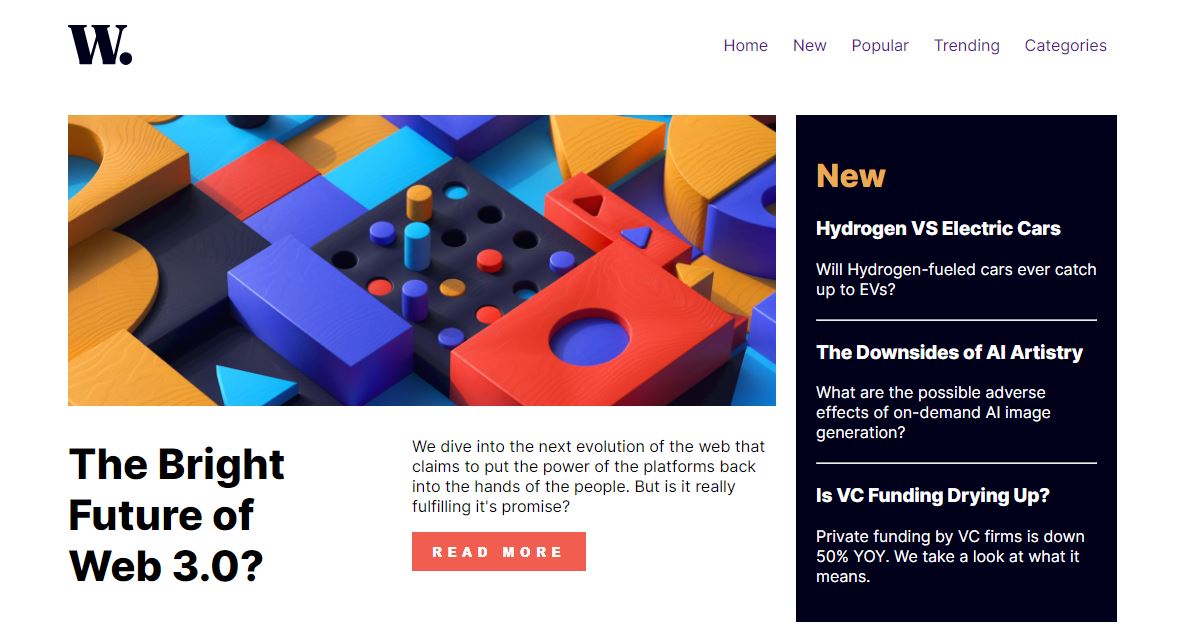 W.
Home New Popular Trending Categories
The Bright
Future of
Web 3.0?
We dive into the next evolution of the web that
claims to put the power of the platforms back
into the hands of the people. But is it really
fulfilling it's promise?
READ MORE
New
Hydrogen VS Electric Cars
Will Hydrogen-fueled cars ever catch
up to EVs?
The Downsides of AI Artistry
What are the possible adverse
effects of on-demand AI image
generation?
Is VC Funding Drying Up?
Private funding by VC firms is down
50% YOY. We take a look at what it
means.